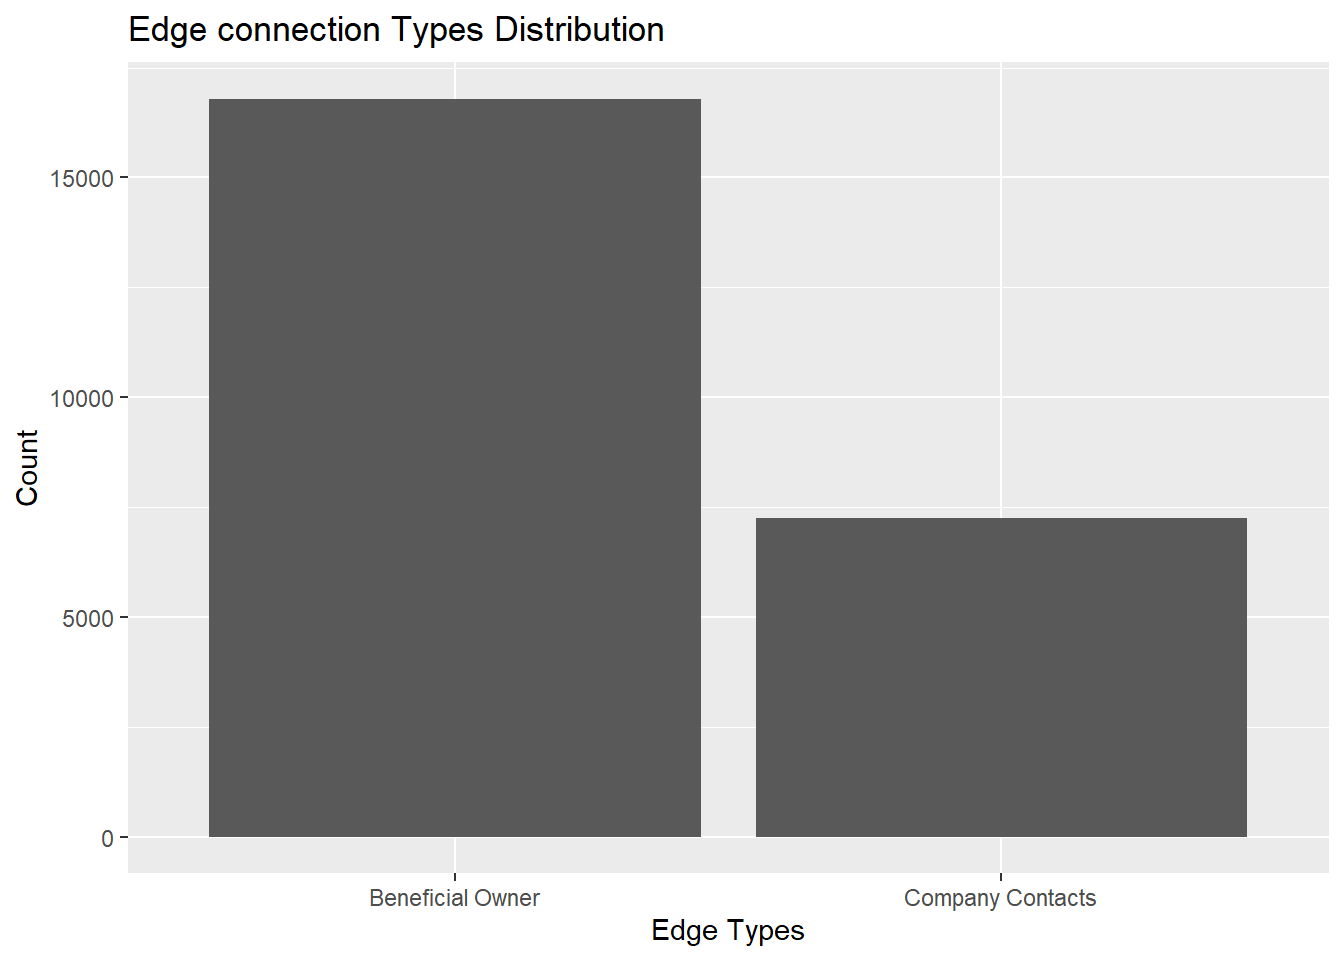 Edge connection Types Distribution
Count
15000
10000
5000
0
Beneficial Owner
Company Contacts
Edge Types